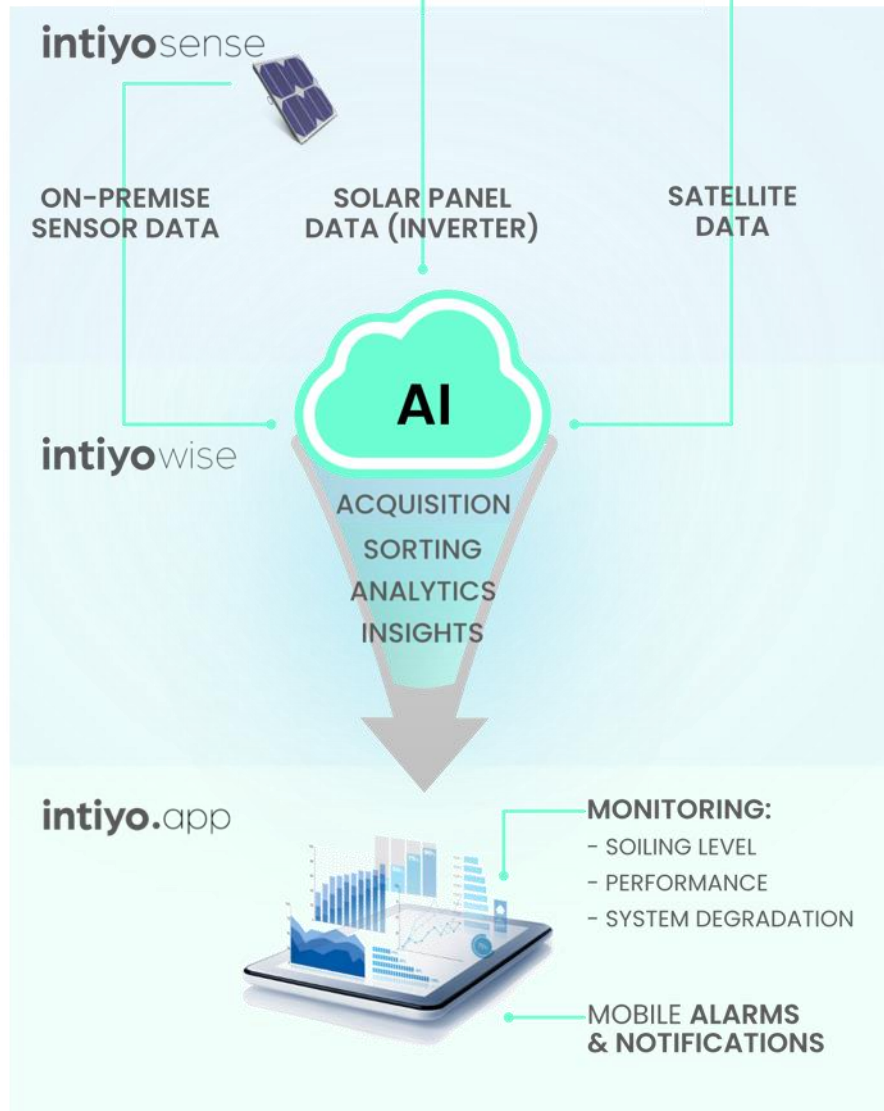 intiyosense
ON-PREMISE
SENSOR DATA
SOLAR PANEL
DATA (INVERTER)
SATELLITE
DATA
AI
intiyowise
ACQUISITION
SORTING
ANALYTICS
INSIGHTS
intiyo.app
MONITORING:
- SOILING LEVEL
- PERFORMANCE
- SYSTEM DEGRADATION
MOBILE ALARMS
& NOTIFICATIONS